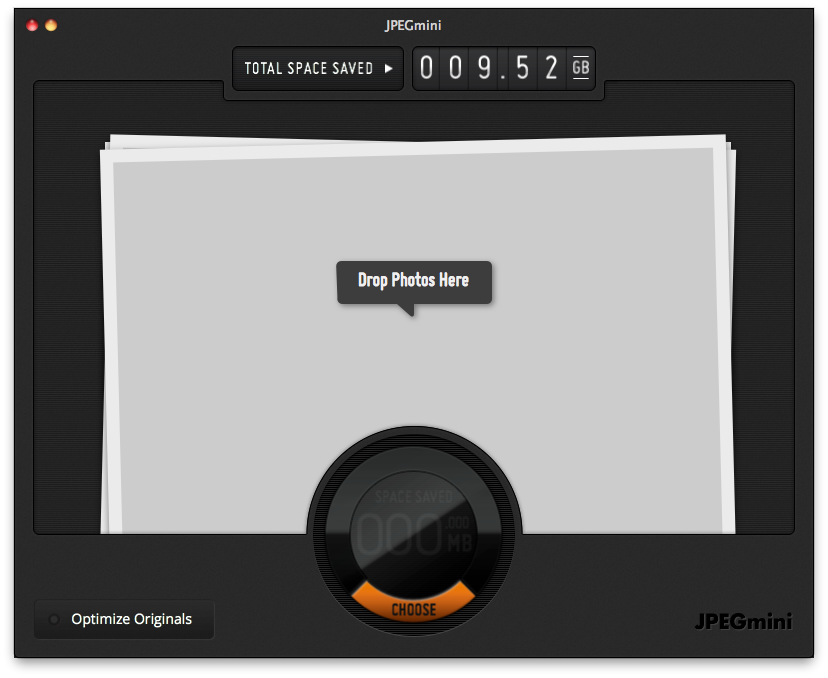 JPEGmini
TOTAL SPACE SAVED
009.52 GB
Drop Photos Here
SPACE SAVED
000.000 MB
CHOOSE
Optimize Originals
JPEGmini